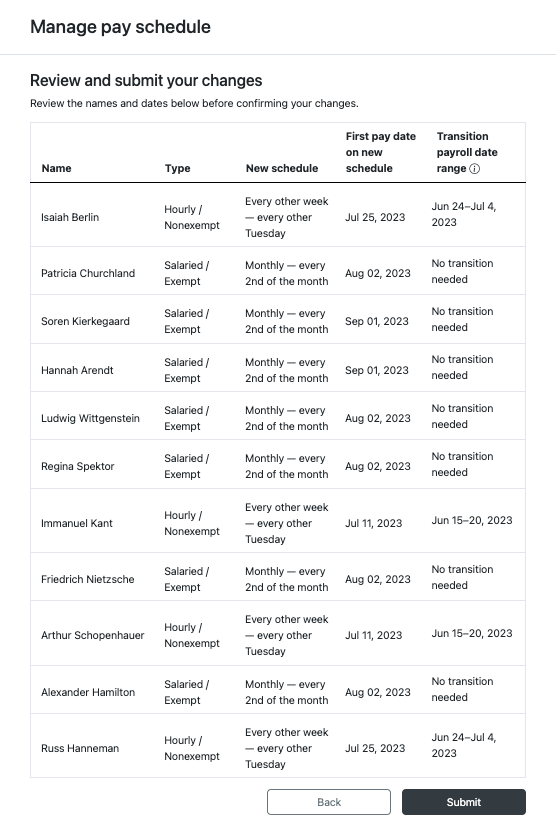 Manage pay schedule
Review and submit your changes
Review the names and dates below before confirming your changes.
Name Type New schedule First pay date on new schedule Transition payroll date range
Isaiah Berlin Hourly / Nonexempt Every other week — every other Tuesday Jul 25, 2023 Jun 24–Jul 4, 2023
Patricia Churchland Salaried / Exempt Monthly — every 2nd of the month Aug 02, 2023 No transition needed
Soren Kierkegaard Salaried / Exempt Monthly — every 2nd of the month Sep 01, 2023 No transition needed
Hannah Arendt Salaried / Exempt Monthly — every 2nd of the month Sep 01, 2023 No transition needed
Ludwig Wittgenstein Salaried / Exempt Monthly — every 2nd of the month Aug 02, 2023 No transition needed
Regina Spektor Salaried / Exempt Monthly — every 2nd of the month Aug 02, 2023 No transition needed
Immanuel Kant Hourly / Nonexempt Every other week — every other Tuesday Jul 11, 2023 Jun 15–20, 2023
Friedrich Nietzsche Salaried / Exempt Monthly — every 2nd of the month Aug 02, 2023 No transition needed
Arthur Schopenhauer Hourly / Nonexempt Every other week — every other Tuesday Jul 11, 2023 Jun 15–20, 2023
Alexander Hamilton Salaried / Exempt Monthly — every 2nd of the month Aug 02, 2023 No transition needed
Russ Hanneman Hourly / Nonexempt Every other week — every other Tuesday Jul 25, 2023 Jun 24–Jul 4, 2023
Back Submit